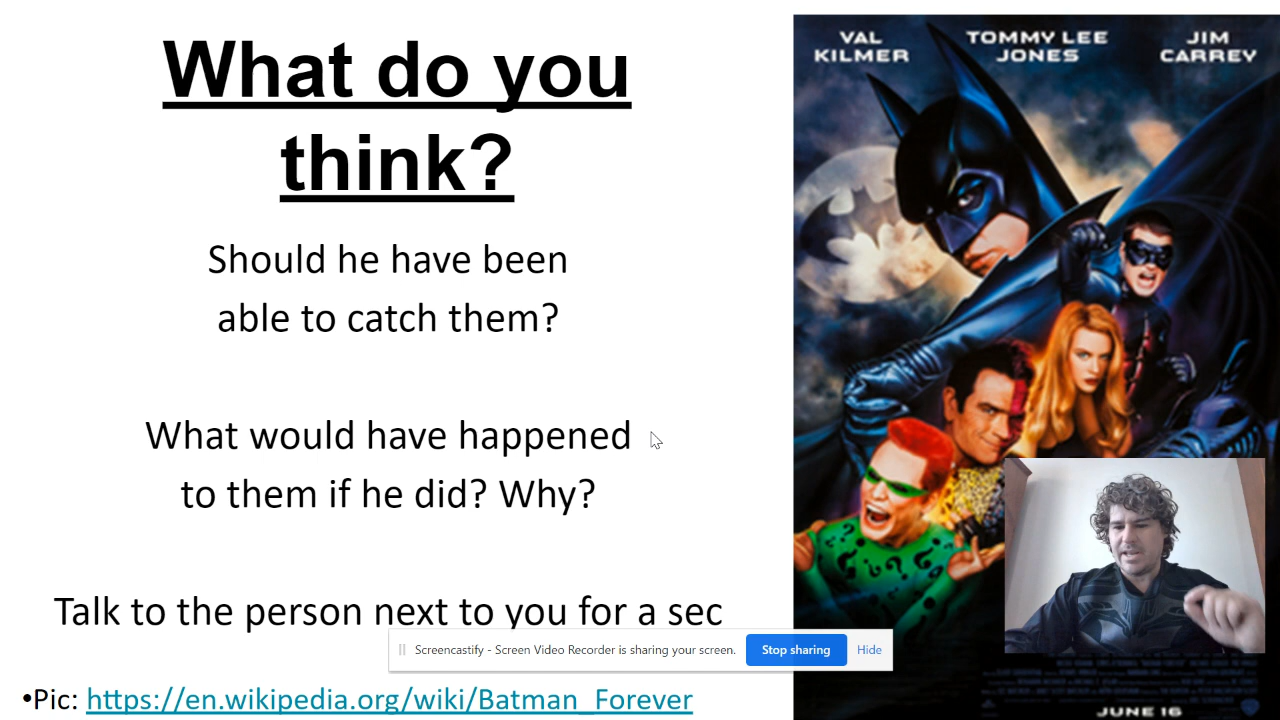 What do you
think?
Should he have been
able to catch them?
What would have happened
to them if he did? Why?
Talk to the person next to you for a sec
Screencastify - Screen Video Recorder is sharing your screen.
Stop sharing
Hide
•Pic: https://en.wikipedia.org/wiki/Batman_Forever
VAL
KILMER
TOMMY LEE
JONES
JIM
CARREY
JUNE 16